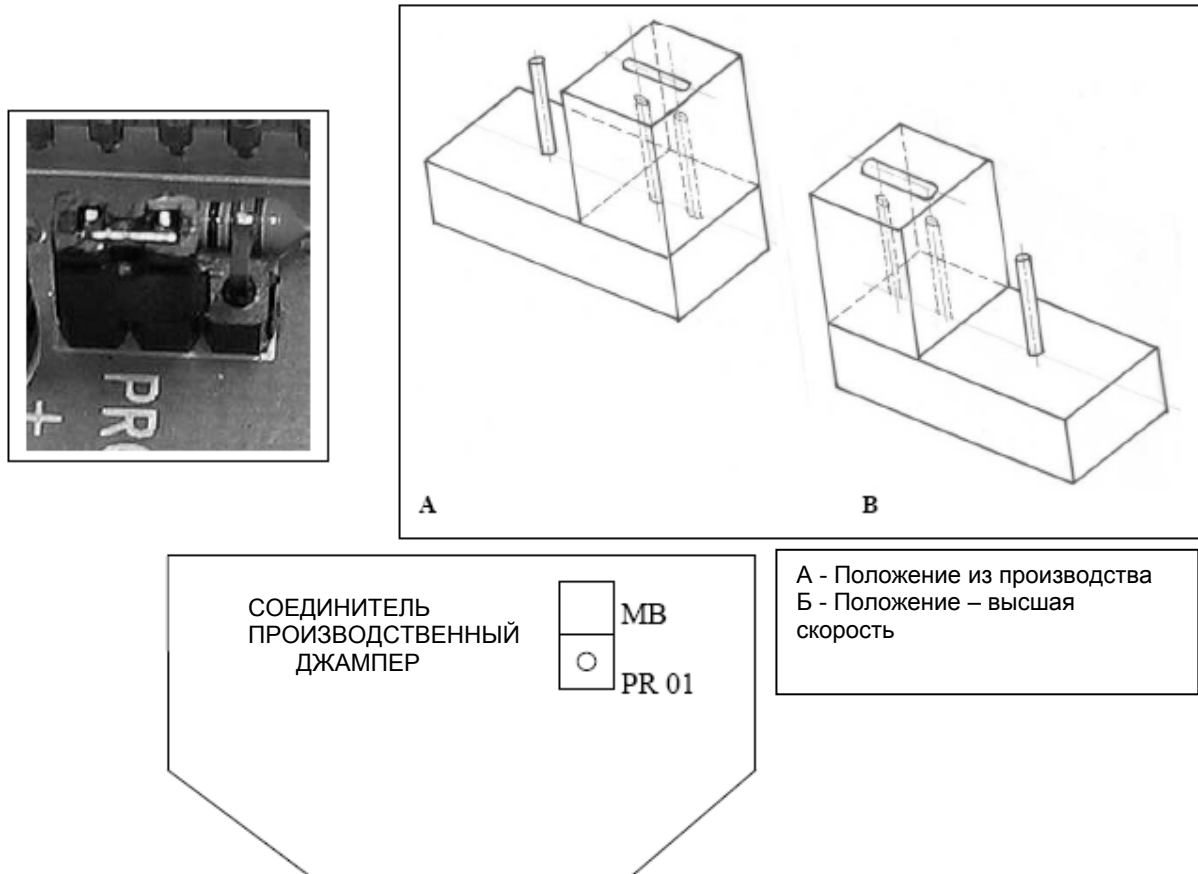 PR
+
A
B
СОЕДИНИТЕЛЬ
ПРОИЗВОДСТВЕННЫЙ
ДЖАМПЕР
MB
PR 01
А - Положение из производства
Б - Положение – высшая
скорость